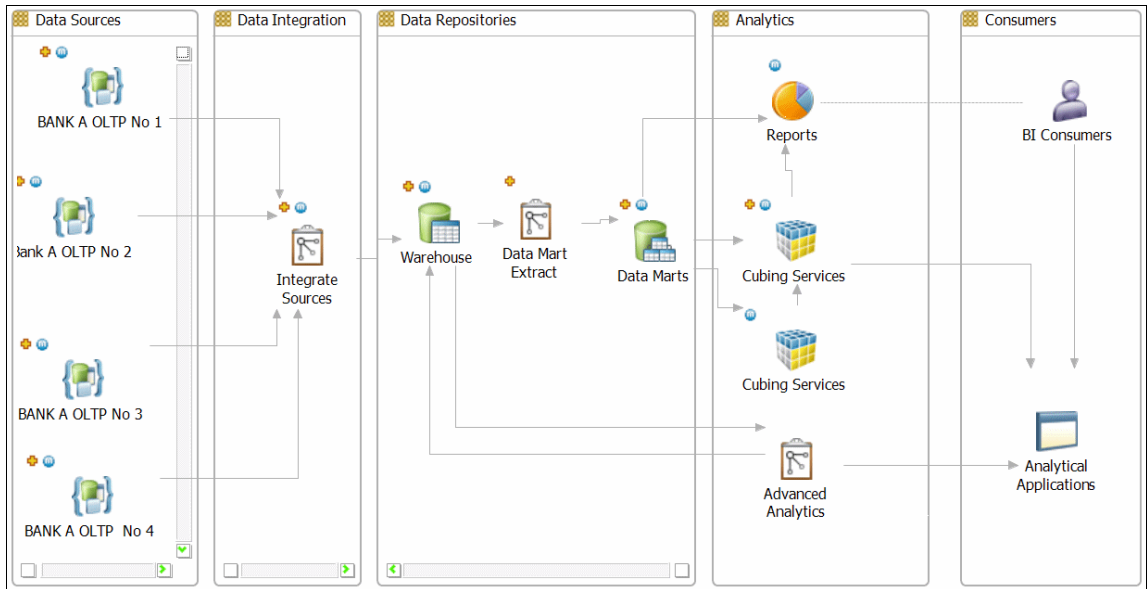 Data Sources
Data Integration
Data Repositories
Analytics
Consumers
BANK A OLTP No 1
Bank A OLTP No 2
BANK A OLTP No 3
BANK A OLTP No 4
Integrate
Sources
Warehouse
Data Mart
Extract
Data Marts
Reports
Cubing Services
Cubing Services
Advanced
Analytics
BI Consumers
Analytical
Applications